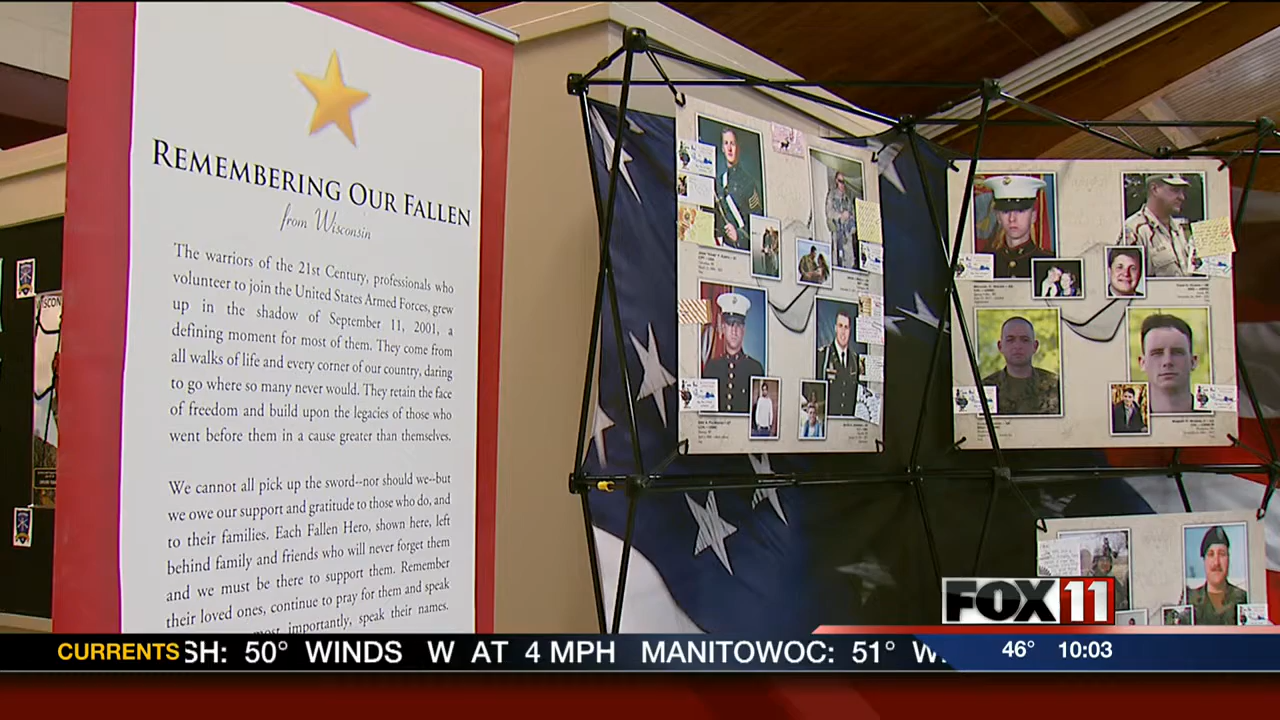 REMEMBERING OUR FALLEN
from Wisconsin
The warriors of the 21st Century, professionals who
volunteer to join the United States Armed Forces, grew
up in the shadow of September 11, 2001, a
defining moment for most of them. They come from
all walks of life and every corner of our country, daring
to go where so many never would. They retain the face
of freedom and build upon the legacies of those who
went before them in a cause greater than themselves.
We cannot all pick up the sword--nor should we--but
we owe our support and gratitude to those who do, and
to their families. Each Fallen Hero, shown here, left
behind family and friends who will never forget them
and we must be there to support them. Remember
their loved ones, continue to pray for them and speak
most importantly, speak their names.
FOX 11
CURRENTS SH: 50° WINDS W AT 4 MPH MANITOWOC: 51° W
46° 10:03